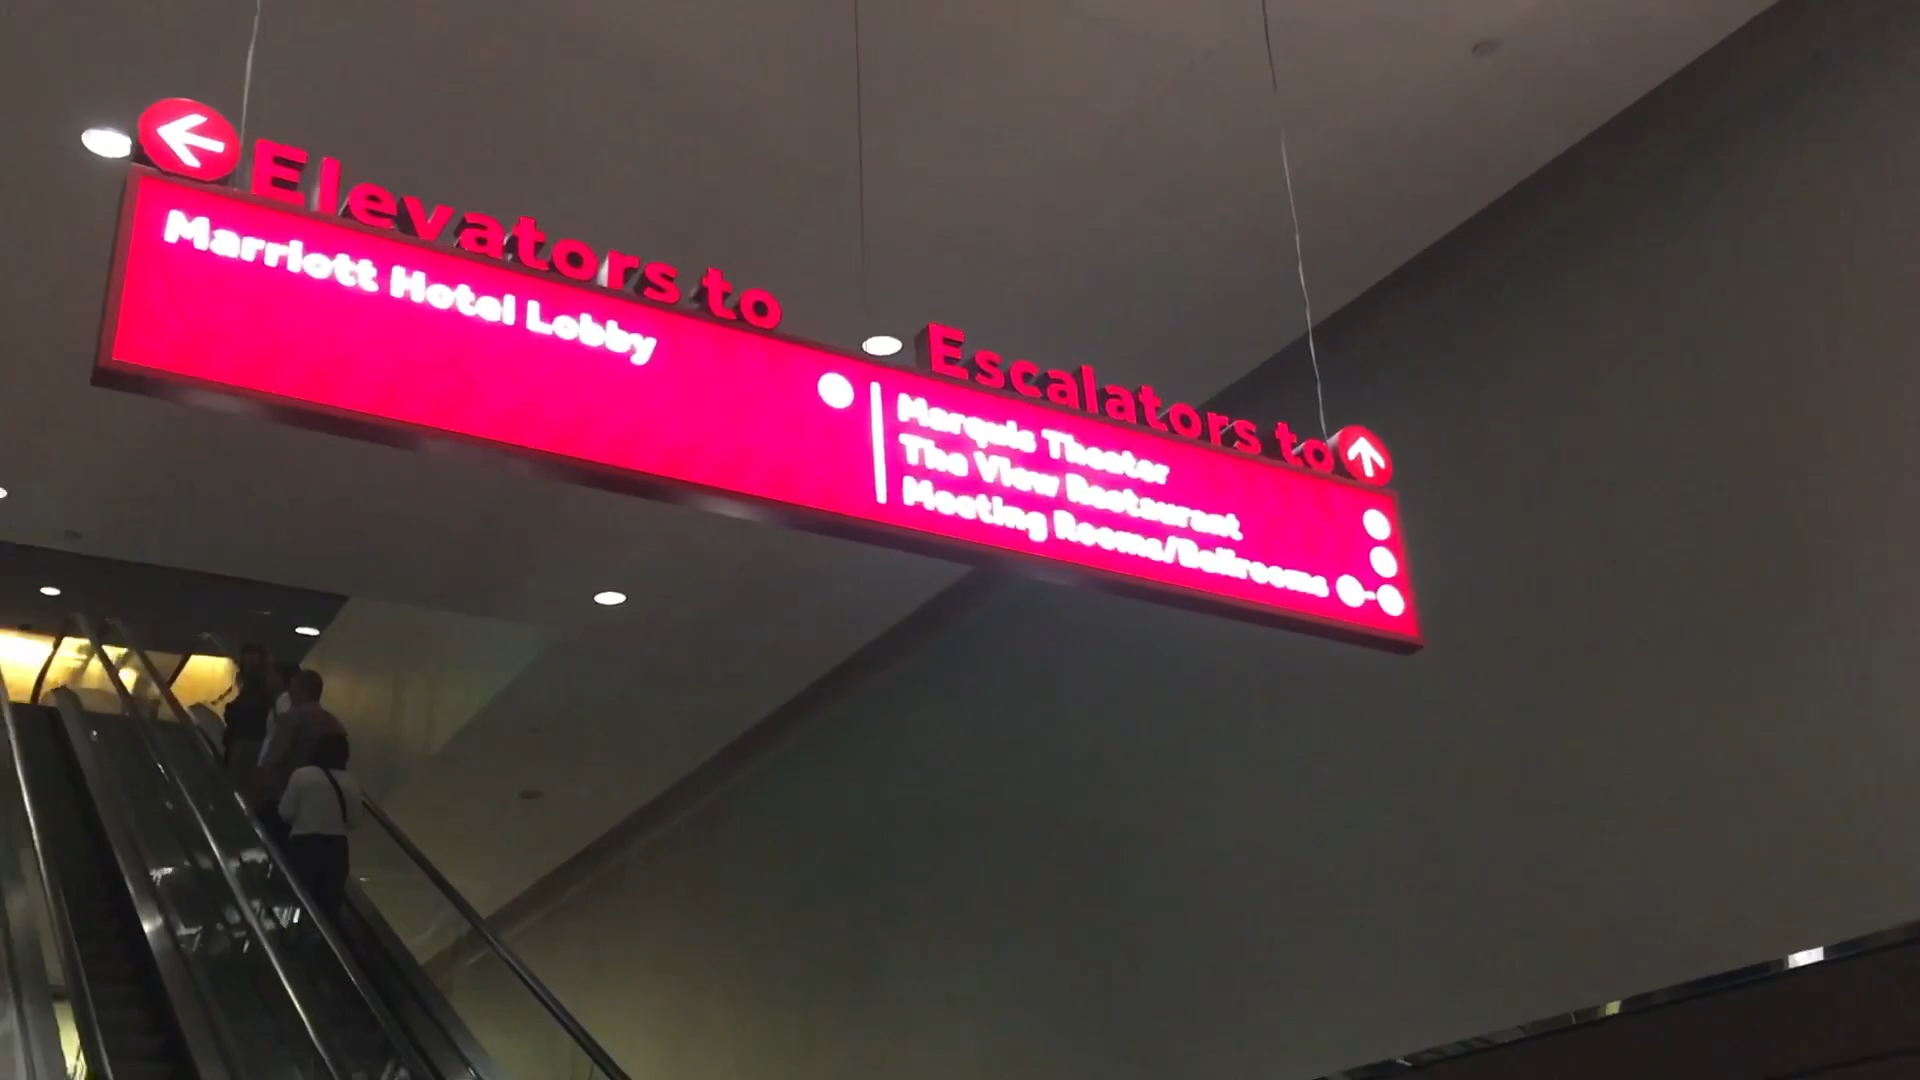 Elevators to
Marriott Hotel Lobby
Escalators to
Marquis Theater
The View Restaurant
Meeting Rooms/Ballrooms